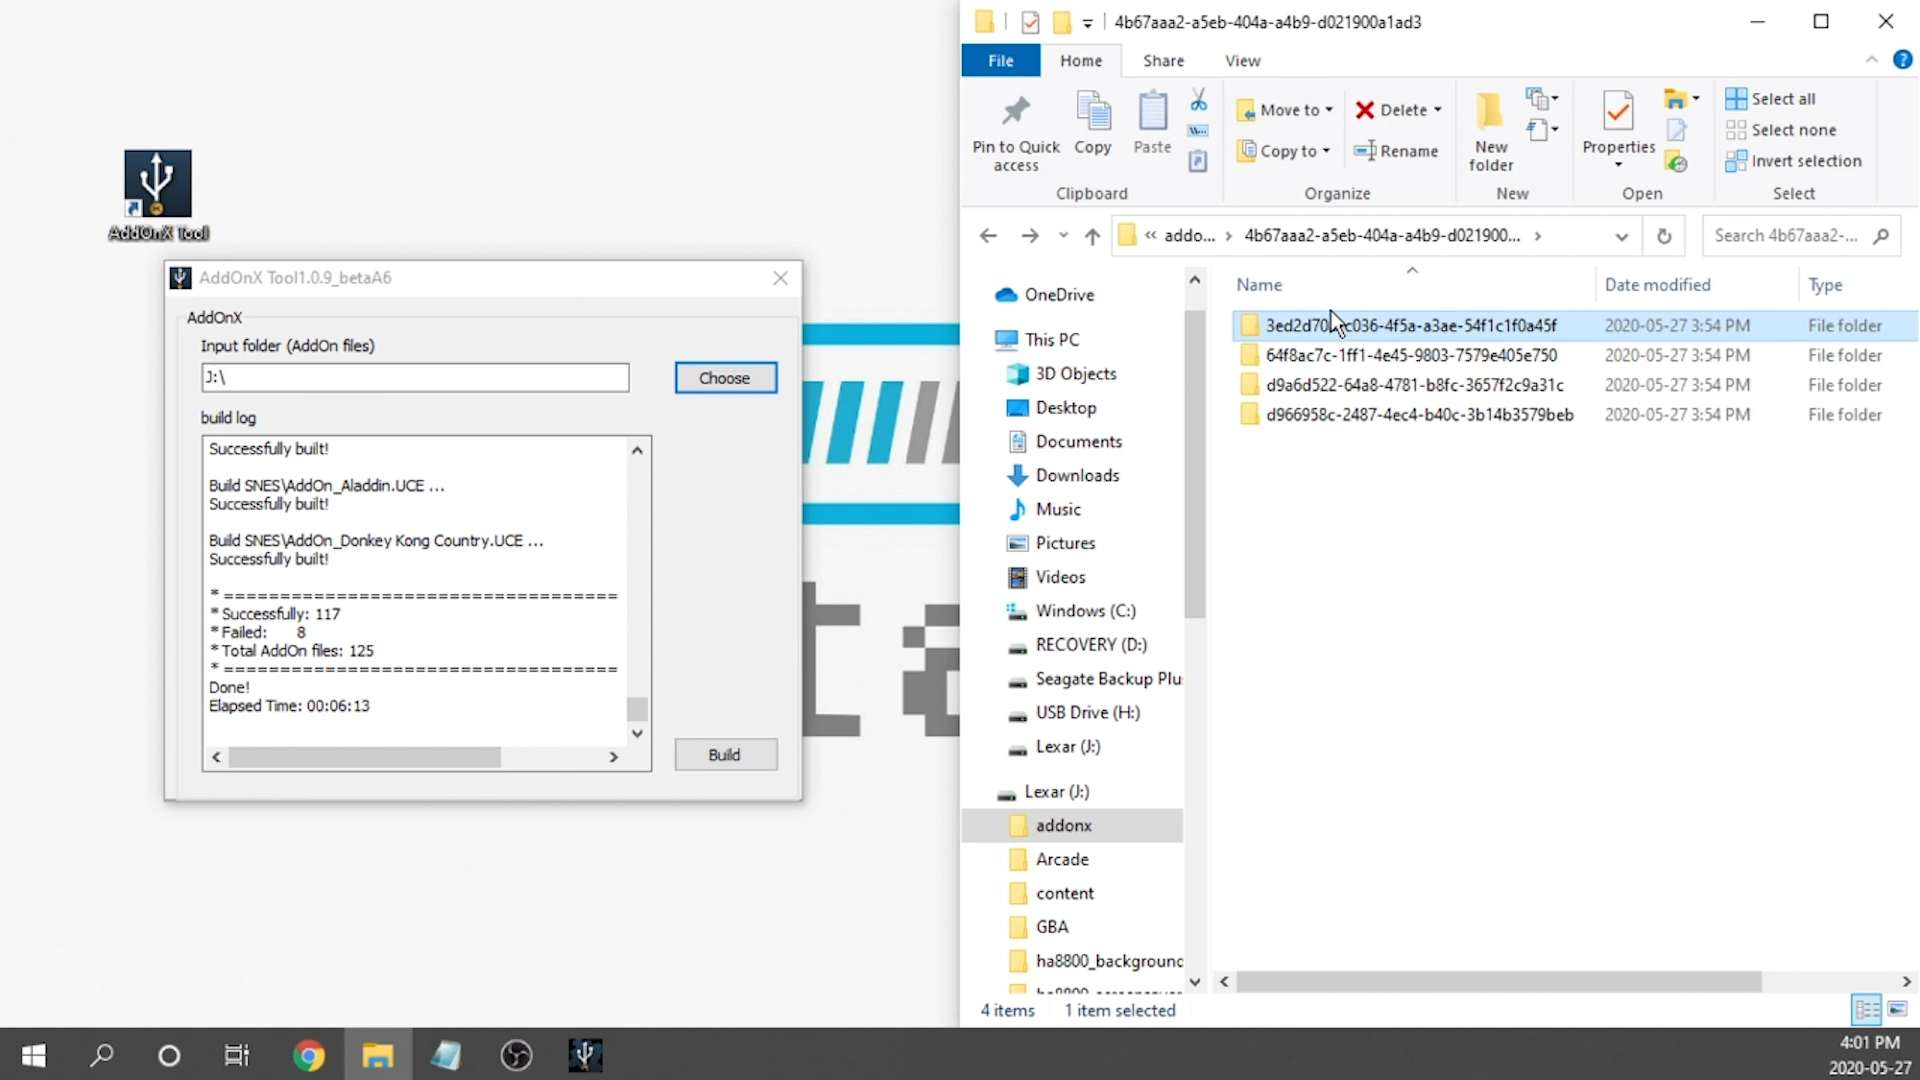 AddOnX Tool
AddOnX Tool1.0.9_betaA6
AddOnX
Input folder (AddOn files)
J:\
Choose
build log
Successfully built!
Build SNES\AddOn_Aladdin.UCE ...
Successfully built!
Build SNES\AddOn_Donkey Kong Country.UCE ...
Successfully built!
* ===================================
* Successfully: 117
* Failed: 8
* Total AddOn files: 125
* ===================================
Done!
Elapsed Time: 00:06:13
Build
4b67aaa2-a5eb-404a-a4b9-d021900a1ad3
File
Home
Share
View
Pin to Quick access
Copy
Paste
Clipboard
Move to
Copy to
Delete
Rename
Organize
New folder
New
Properties
Open
Select all
Select none
Invert selection
Select
« addo... › 4b67aaa2-a5eb-404a-a4b9-d021900... ›
Search 4b67aaa2-...
OneDrive
This PC
3D Objects
Desktop
Documents
Downloads
Music
Pictures
Videos
Windows (C:)
RECOVERY (D:)
Seagate Backup Plu
USB Drive (H:)
Lexar (J:)
Lexar (J:)
addonx
Arcade
content
GBA
ha8800_background
Name Date modified Type
2020-05-27 3:54 PM File folder
64f8ac7c-1ff1-4e45-9803-7579e405e750 2020-05-27 3:54 PM File folder
d9a6d522-64a8-4781-b8fc-3657f2c9a31c 2020-05-27 3:54 PM File folder
d966958c-2487-4ec4-b40c-3b14b3579beb 2020-05-27 3:54 PM File folder
4 items 1 item selected
4:01 PM
2020-05-27